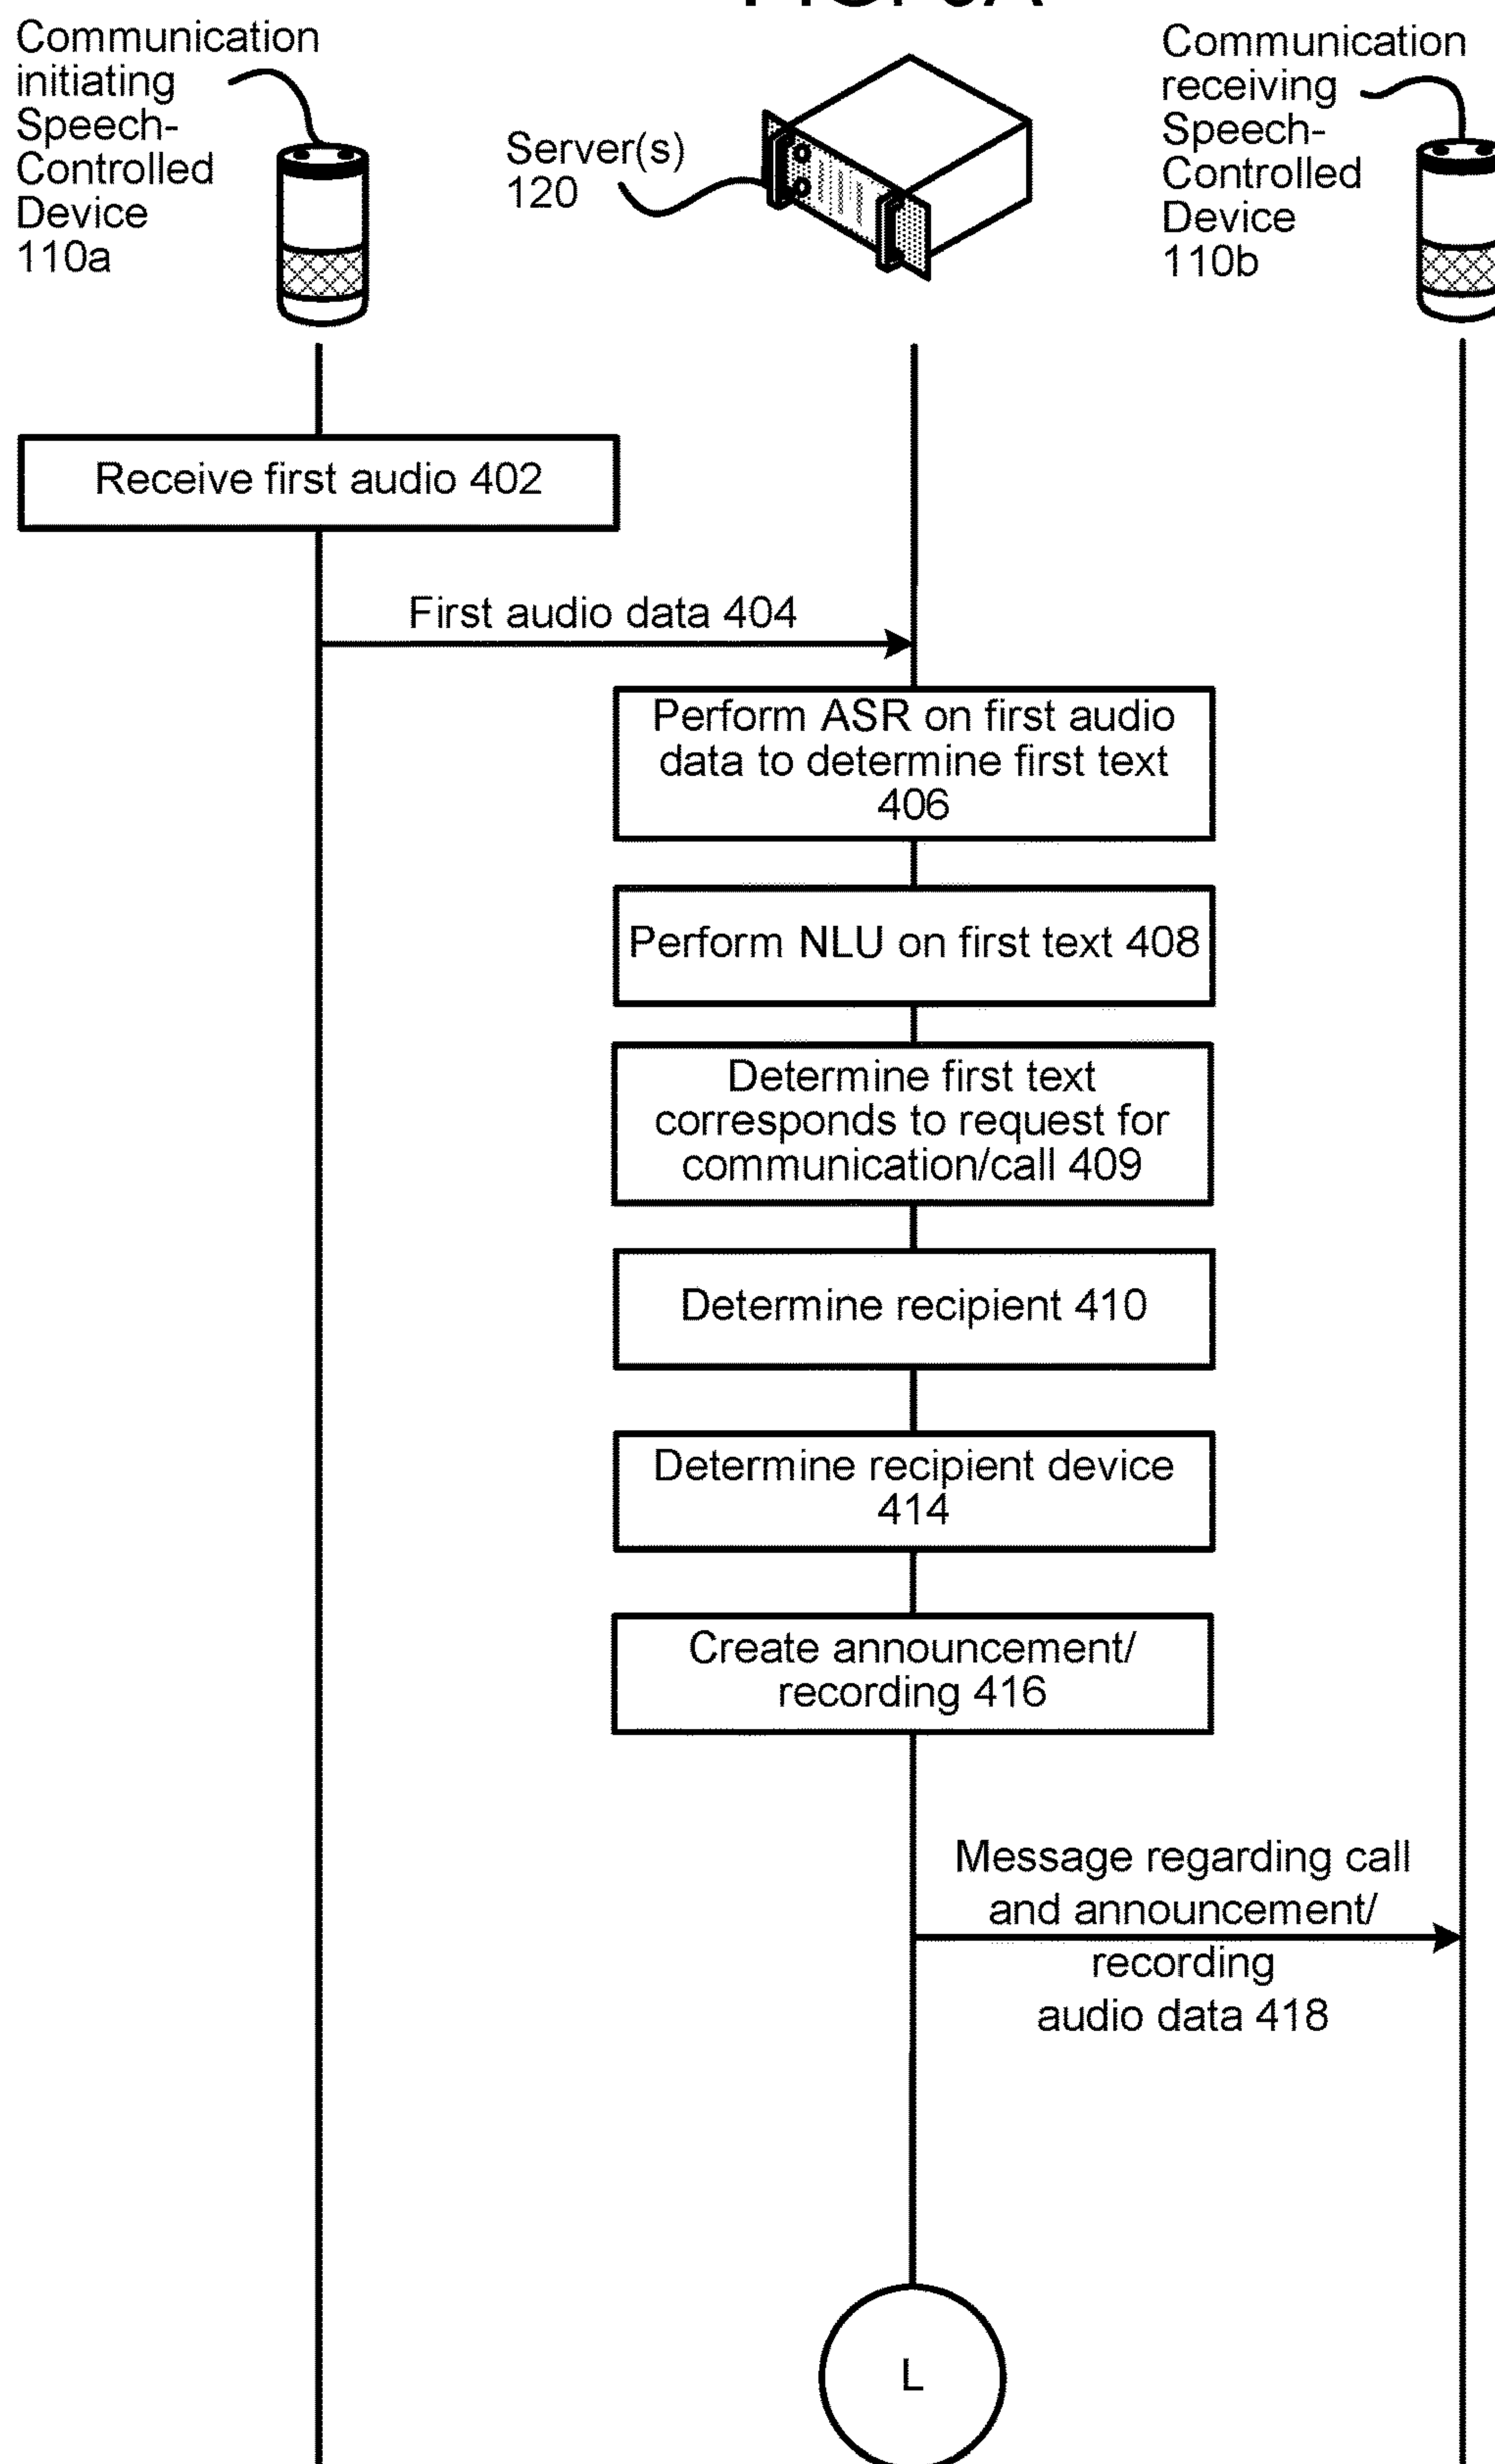 Communication
initiating
Speech-
Controlled
Device
110a
Server(s)
120
Communication
receiving
Speech-
Controlled
Device
110b
Receive first audio 402
First audio data 404
Perform ASR on first audio
data to determine first text
406
Perform NLU on first text 408
Determine first text
corresponds to request for
communication/call 409
Determine recipient 410
Determine recipient device
414
Create announcement/
recording 416
Message regarding call
and announcement/
recording
audio data 418
L